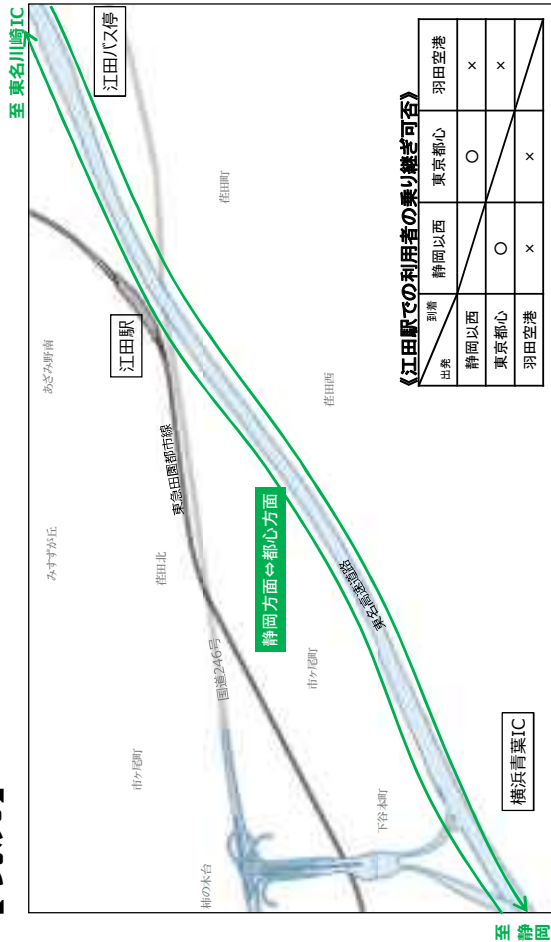 至 東名川崎IC
江田バス停
江田駅
あざみ野南
荏田町
みすずが丘
東急田園都市線
荏田北
荏田西
静岡方面⇔都心方面
東名高速道路
国道246号
市ヶ尾町
市ヶ尾町
柿の木台
下谷本町
横浜青葉IC
至
静
岡
《江田駅での利用者の乗り継ぎ可否》
出発 到着 静岡以西 東京都心 羽田空港
静岡以西 ○ ×
東京都心 ○ ×
羽田空港 × ×